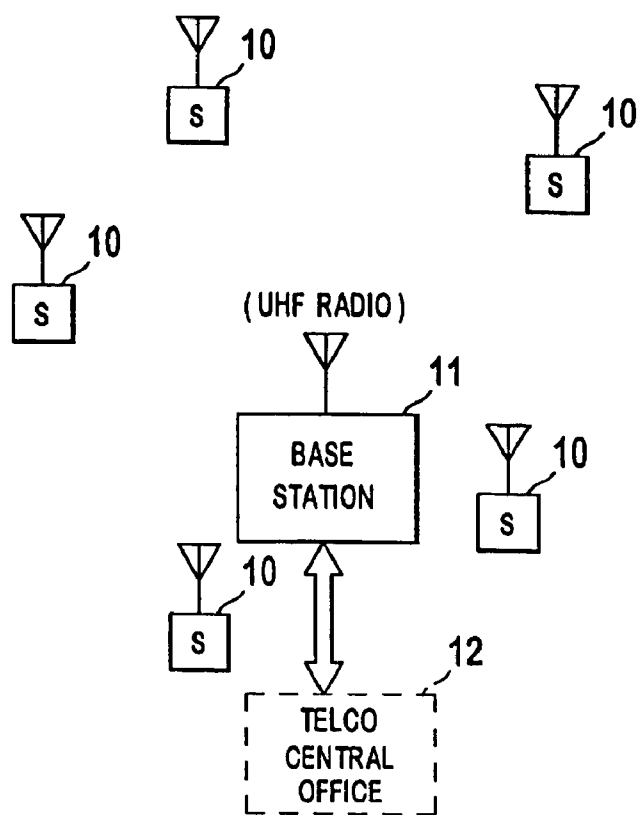 10
S
10
S
10
S
(UHF RADIO)
11
BASE
STATION
10
S
10
S
12
TELCO
CENTRAL
OFFICE